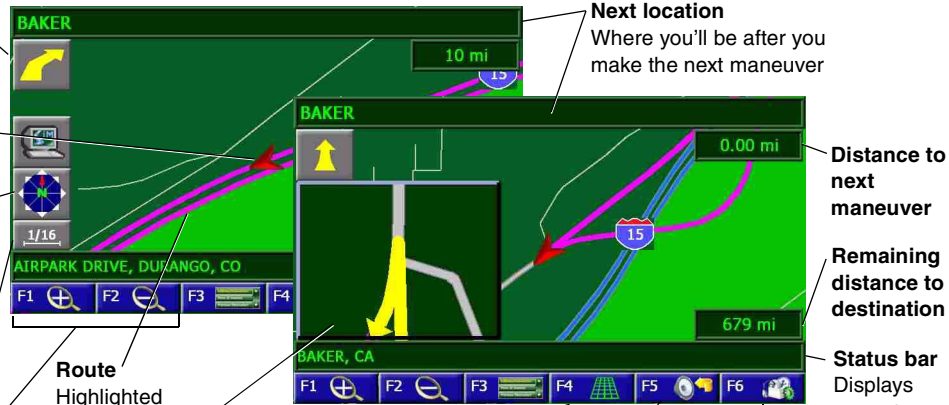 BAKER
10 mi
15
1/16
AIRPARK DRIVE, DURANGO, CO
F1 F2 F3 F4
Next location
Where you'll be after you
make the next maneuver
BAKER
0.00 mi
15
679 mi
BAKER, CA
F1 F2 F3 F4 F5 F6
Distance to
next
maneuver
Remaining
distance to
destination
Status bar
Displays
Route
Highlighted